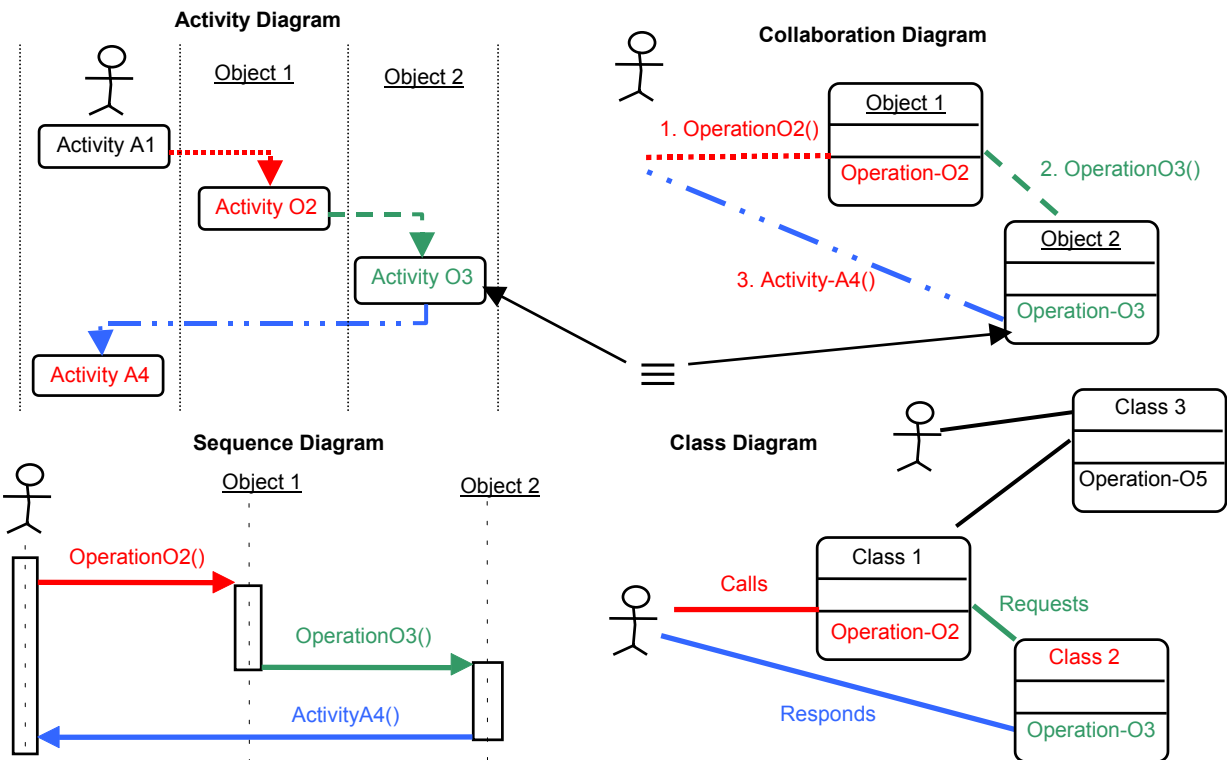 Activity Diagram
Object 1
Object 2
Activity A1
Activity O2
Activity O3
Activity A4
Collaboration Diagram
Object 1
1. OperationO2()
Operation-O2
2. OperationO3()
Object 2
3. Activity-A4()
Operation-O3
Sequence Diagram
Object 1
Object 2
OperationO2()
OperationO3()
ActivityA4()
Class Diagram
Class 3
Operation-O5
Class 1
Calls
Operation-O2
Requests
Class 2
Responds
Operation-O3